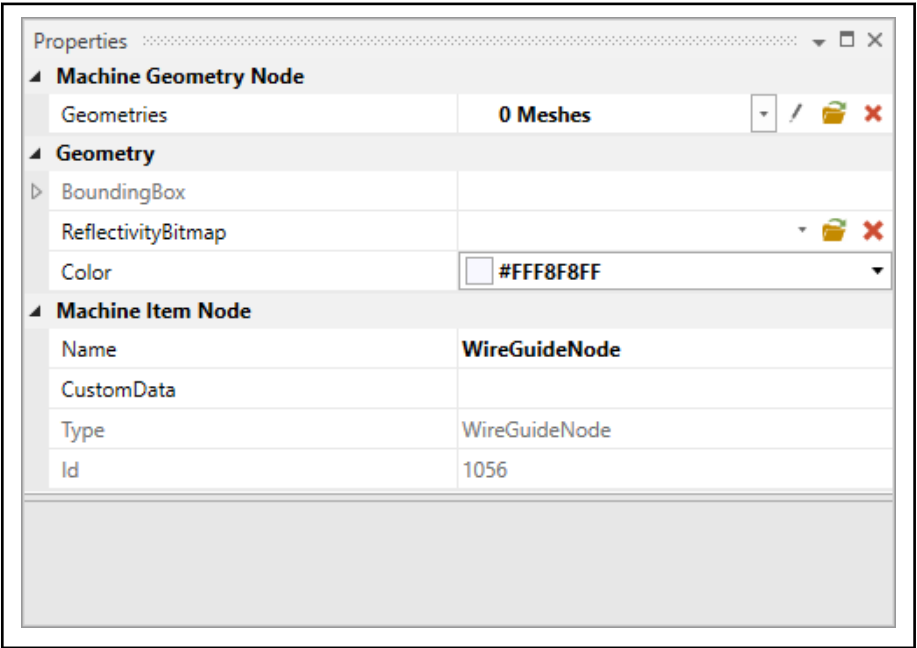 Properties
Machine Geometry Node
Geometries 0 Meshes
Geometry
BoundingBox
ReflectivityBitmap
Color #FFF8F8FF
Machine Item Node
Name WireGuideNode
CustomData
Type WireGuideNode
Id 1056